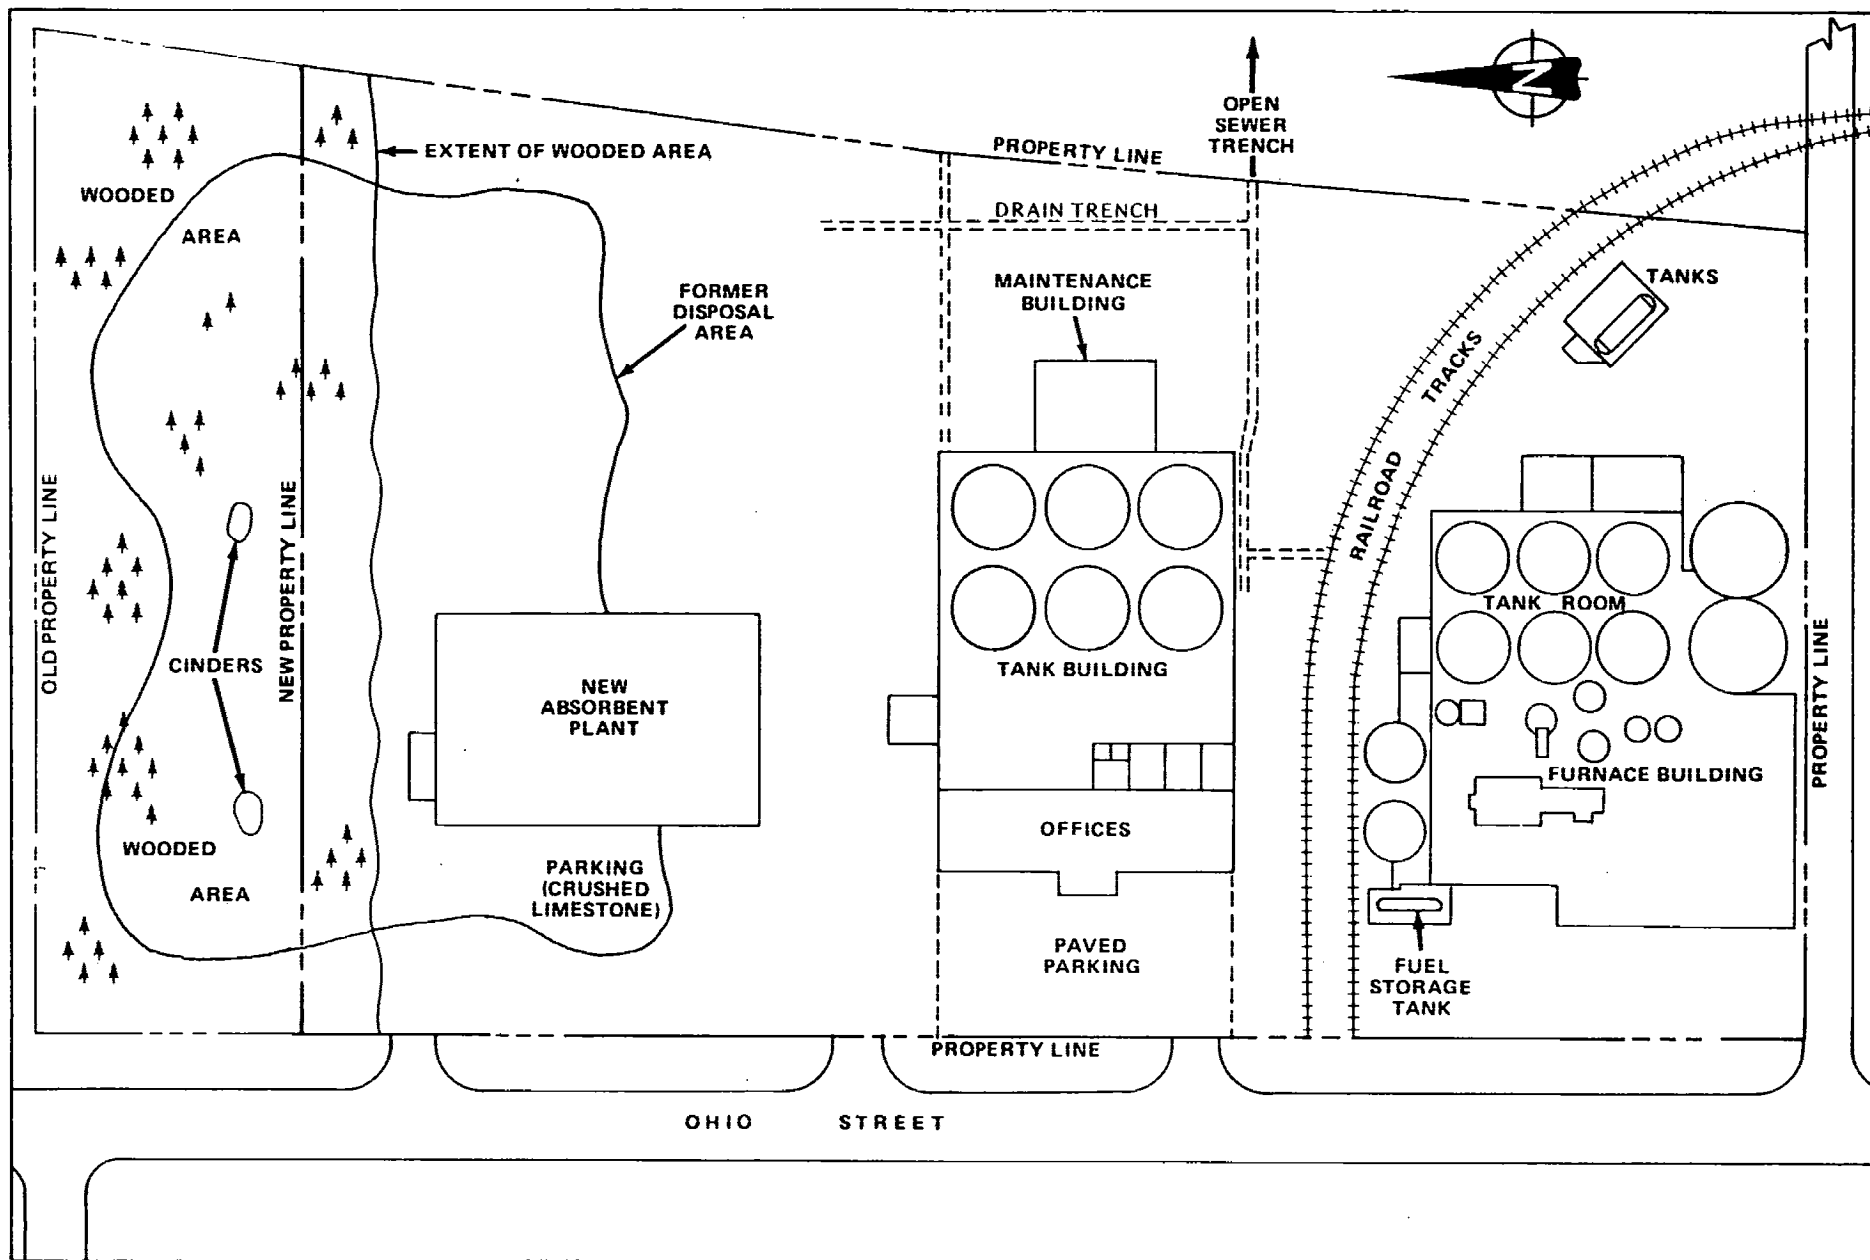 N
OPEN
SEWER
TRENCH
PROPERTY LINE
EXTENT OF WOODED AREA
WOODED
AREA
DRAIN TRENCH
MAINTENANCE
BUILDING
TANKS
FORMER
DISPOSAL
AREA
RAILROAD TRACKS
OLD PROPERTY LINE
NEW PROPERTY LINE
CINDERS
NEW
ABSORBENT
PLANT
TANK BUILDING
TANK ROOM
PROPERTY LINE
FURNACE BUILDING
OFFICES
WOODED
AREA
PARKING
(CRUSHED
LIMESTONE)
PAVED
PARKING
FUEL
STORAGE
TANK
PROPERTY LINE
OHIO STREET